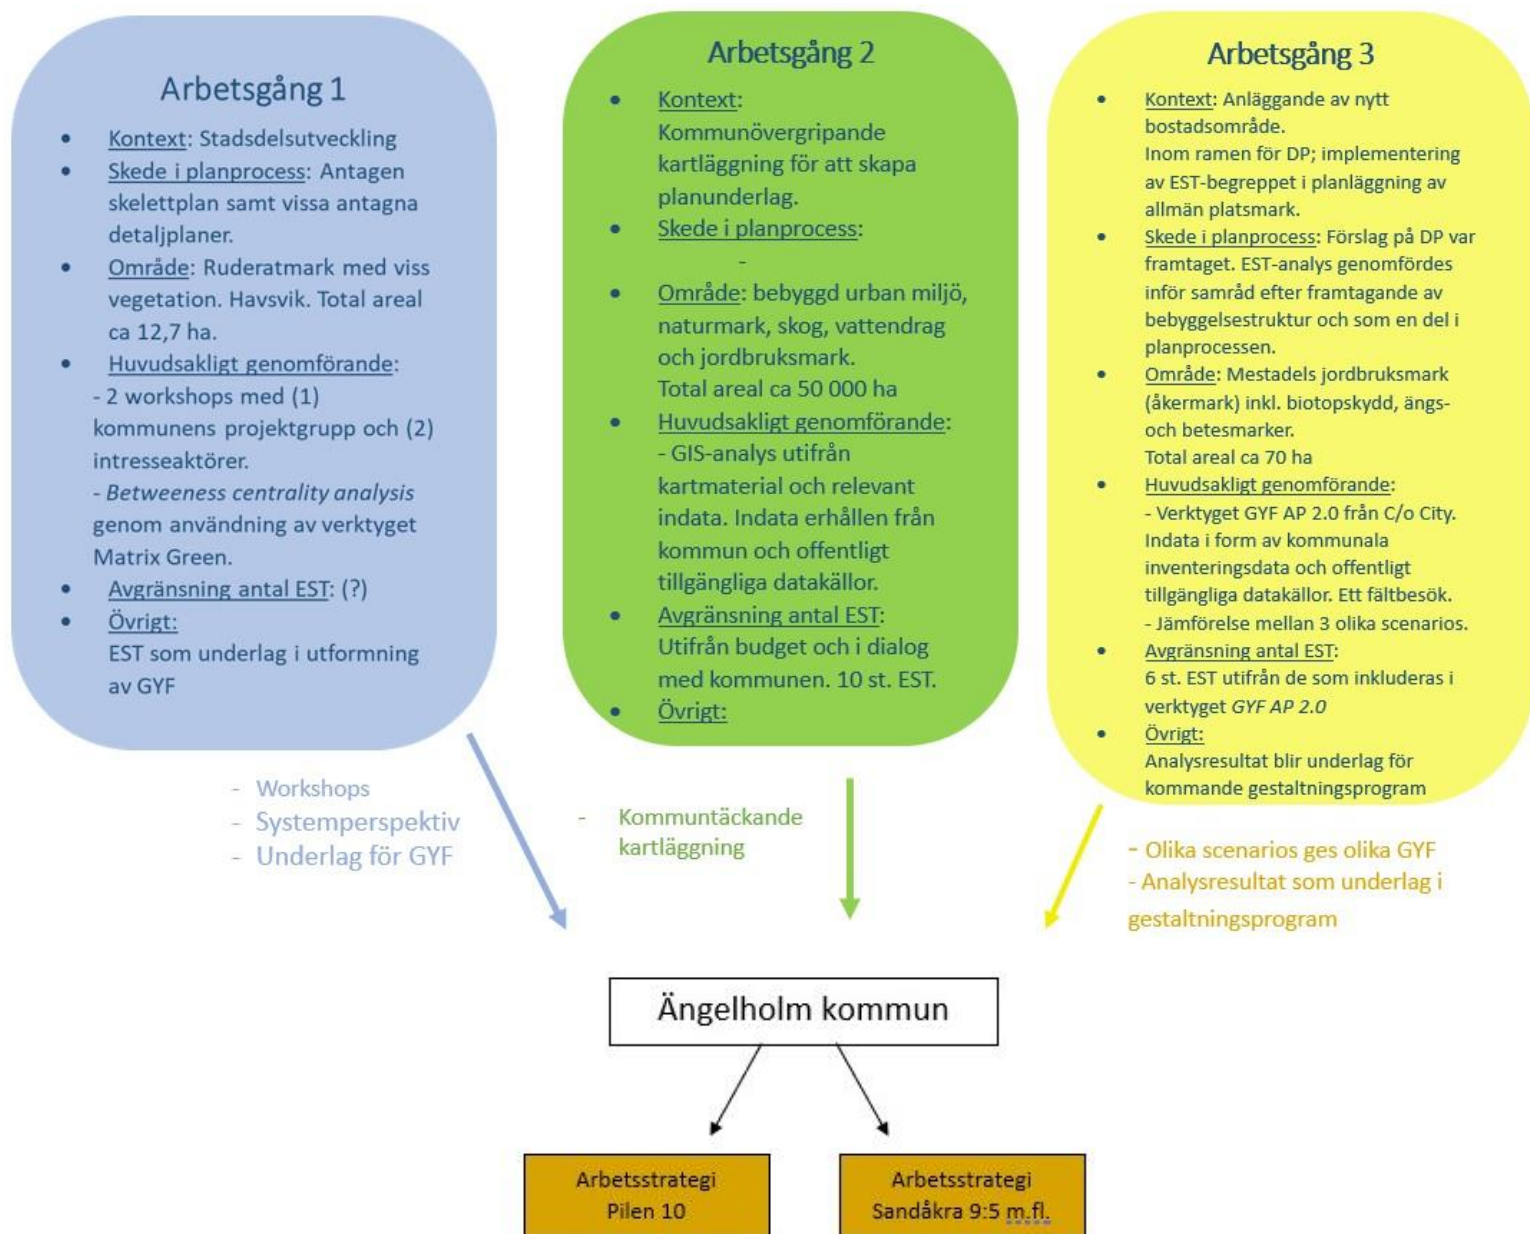 Arbetsgång 1
• Kontext: Stadsdelsutveckling
• Skede i planprocess: Antagen
skelettplan samt vissa antagna
detaljplaner.
• Område: Ruderatmark med viss
vegetation. Havsvik. Total areal
ca 12,7 ha.
• Huvudsakligt genomförande:
- 2 workshops med (1)
kommunens projektgrupp och (2)
intresseaktörer.
- Betweeness centrality analysis
genom användning av verktyget
Matrix Green.
• Avgränsning antal EST: (?)
• Övrigt:
EST som underlag i utformning
av GYF
Arbetsgång 2
• Kontext:
Kommunövergripande
kartläggning för att skapa
planunderlag.
• Skede i planprocess:
-
• Område: bebyggd urban miljö,
naturmark, skog, vattendrag
och jordbruksmark.
Total areal ca 50 000 ha
• Huvudsakligt genomförande:
- GIS-analys utifrån
kartmaterial och relevant
indata. Indata erhållen från
kommun och offentligt
tillgängliga datakällor.
• Avgränsning antal EST:
Utifrån budget och i dialog
med kommunen. 10 st. EST.
• Övrigt:
Arbetsgång 3
• Kontext: Anläggande av nytt
bostadsområde.
Inom ramen för DP; implementering
av EST-begreppet i planläggning av
allmän platsmark.
• Skede i planprocess: Förslag på DP var
framtaget. EST-analys genomfördes
inför samråd efter framtagande av
bebyggelsestruktur och som en del i
planprocessen.
• Område: Mestadels jordbruksmark
(åkermark) inkl. biotopskydd, ängs-
och betesmarker.
Total areal ca 70 ha
• Huvudsakligt genomförande:
- Verktyget GYF AP 2.0 från C/o City.
Indata i form av kommunala
inventeringsdata och offentligt
tillgängliga datakällor. Ett fältbesök.
- Jämförelse mellan 3 olika scenarios.
• Avgränsning antal EST:
6 st. EST utifrån de som inkluderas i
verktyget GYF AP 2.0
• Övrigt:
Analysresultat blir underlag för
kommande gestaltningsprogram
- Workshops
- Systemperspektiv
- Underlag för GYF
- Kommuntäckande
kartläggning
- Olika scenarios ges olika GYF
- Analysresultat som underlag i
gestaltningsprogram
Ängelholm kommun
Arbetsstrategi
Pilen 10
Arbetsstrategi
Sandåkra 9:5 m.fl.